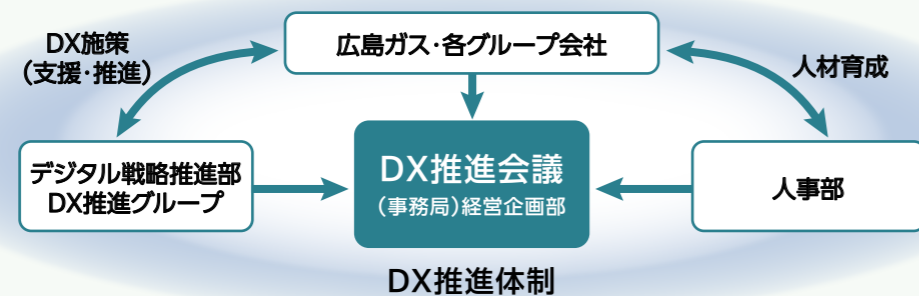 DX施策
（支援・推進）
広島ガス・各グループ会社
人材育成
デジタル戦略推進部
DX推進グループ
DX推進会議
（事務局）経営企画部
人事部
DX推進体制